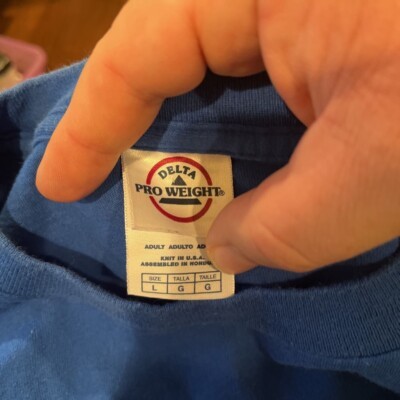 DELTA
PRO WEIGHT®
ADULT ADULTO
KNIT IN U.S.A.
ASSEMBLED IN
SIZE TALLA TAILLE
L G G